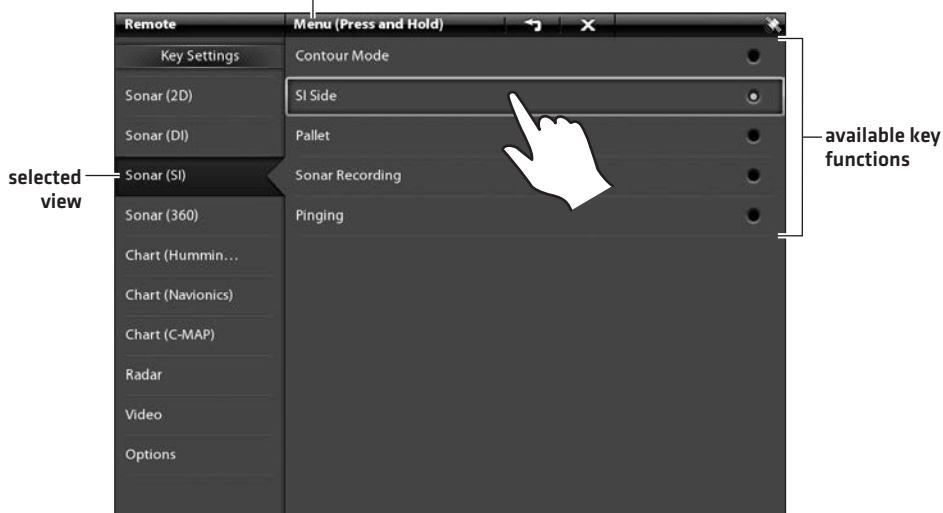 Remote
Menu (Press and Hold)
Key Settings
Contour Mode
Sonar (2D)
SI Side
Sonar (DI)
Pallet
available key
functions
selected
view
Sonar (SI)
Sonar Recording
Sonar (360)
Pinging
Chart (Hummin...
Chart (Navionics)
Chart (C-MAP)
Radar
Video
Options